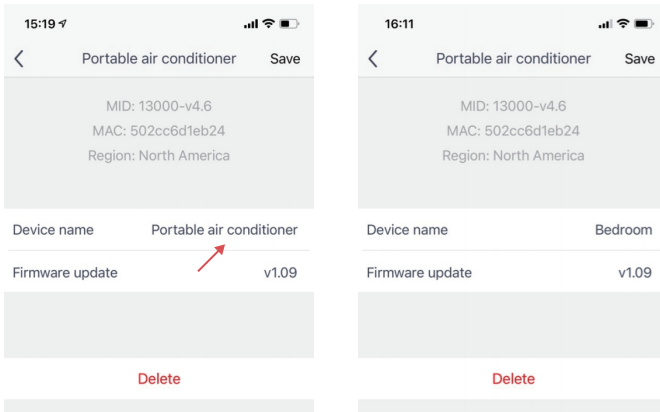 15:19
Portable air conditioner Save
MID: 13000-v4.6
MAC: 502cc6d1eb24
Region: North America
Device name Portable air conditioner
Firmware update v1.09
Delete
16:11
Portable air conditioner Save
MID: 13000-v4.6
MAC: 502cc6d1eb24
Region: North America
Device name Bedroom
Firmware update v1.09
Delete